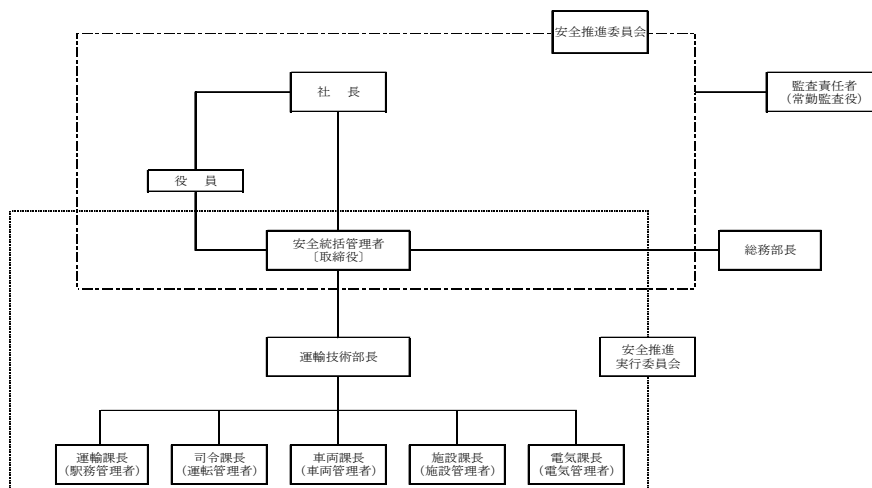 安全推進委員会
社　長
監査責任者
（常勤監査役）
役　員
安全統括管理者
〔取締役〕
総務部長
運輸技術部長
安全推進
実行委員会
運輸課長
（駅務管理者）
司令課長
（運転管理者）
車両課長
（車両管理者）
施設課長
（施設管理者）
電気課長
（電気管理者）